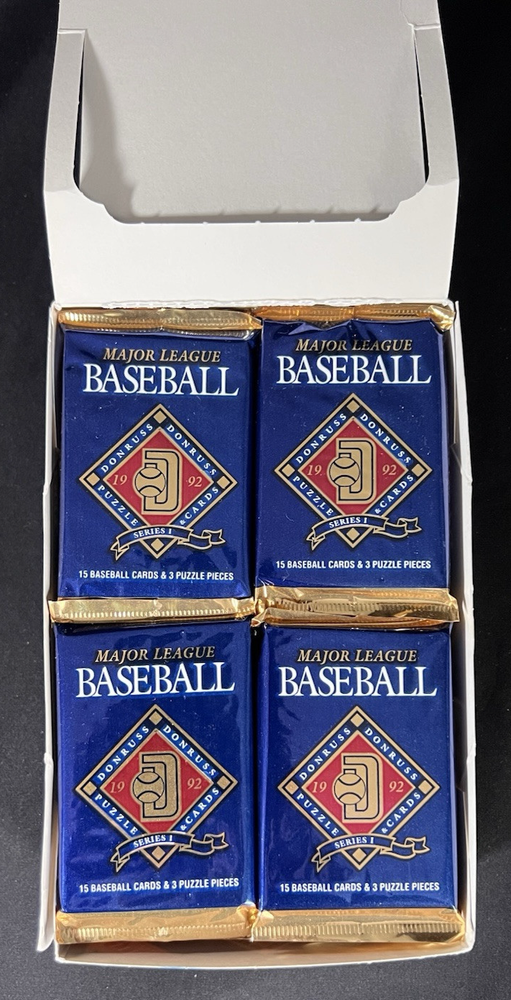 MAJOR LEAGUE
BASEBALL
DONRUSS DONRUSS
19 92
PUZZLE & CARDS
SERIES I
15 BASEBALL CARDS & 3 PUZZLE PIECES
MAJOR LEAGUE
BASEBALL
DONRUSS DONRUSS
19 92
PUZZLE & CARDS
SERIES I
15 BASEBALL CARDS & 3 PUZZLE PIECES
MAJOR LEAGUE
BASEBALL
DONRUSS DONRUSS
19 92
PUZZLE & CARDS
SERIES I
15 BASEBALL CARDS & 3 PUZZLE PIECES
MAJOR LEAGUE
BASEBALL
DONRUSS DONRUSS
19 92
PUZZLE & CARDS
SERIES I
15 BASEBALL CARDS & 3 PUZZLE PIECES